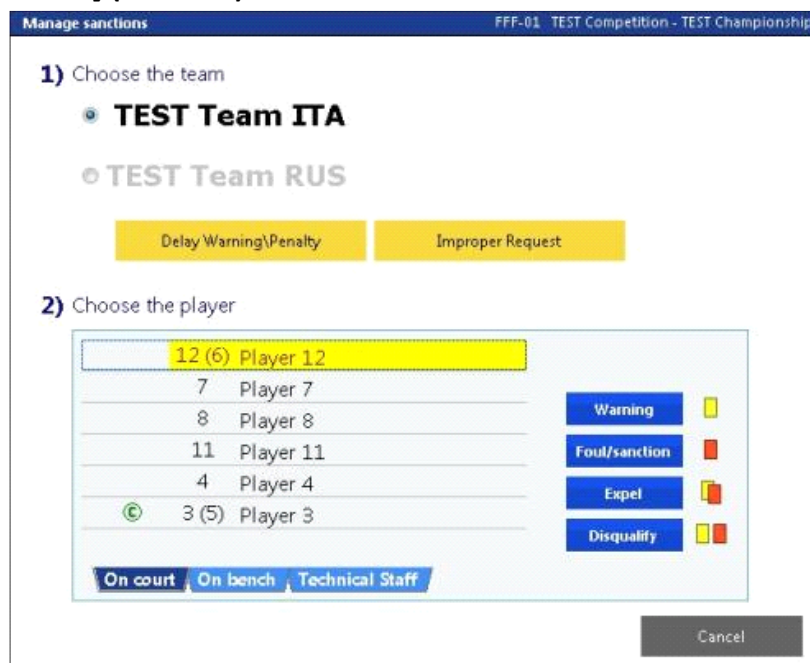 Manage sanctions FFF-01 TEST Competition - TEST Championship
1) Choose the team
TEST Team ITA
TEST Team RUS
Delay Warning\Penalty Improper Request
2) Choose the player
12 (6) Player 12
7 Player 7
8 Player 8
11 Player 11
4 Player 4
C 3 (5) Player 3
Warning
Foul/sanction
Expel
Disqualify
On court On bench Technical Staff
Cancel